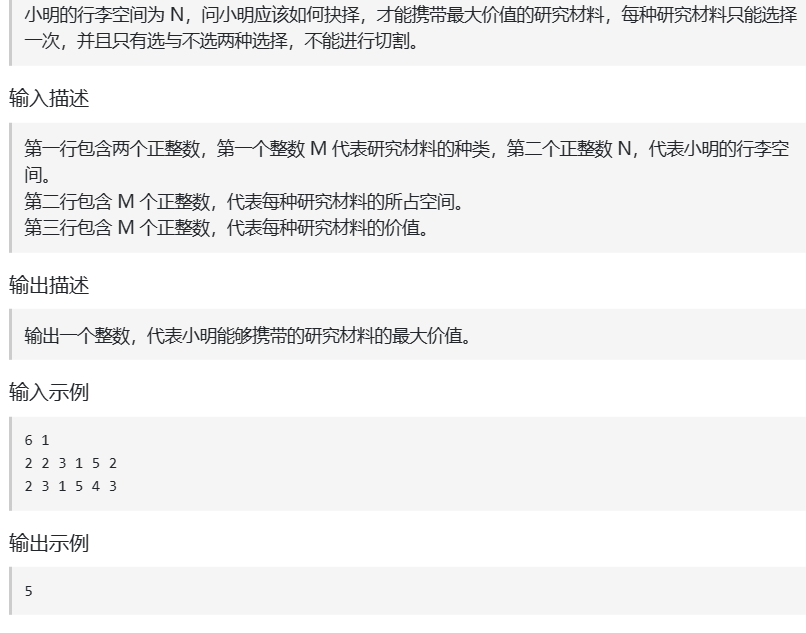 小明的行李空间为 N，问小明应该如何抉择，才能携带最大价值的研究材料，每种研究材料只能选择
一次，并且只有选与不选两种选择，不能进行切割。
输入描述
第一行包含两个正整数，第一个整数 M 代表研究材料的种类，第二个正整数 N，代表小明的行李空
间。
第二行包含 M 个正整数，代表每种研究材料的所占空间。
第三行包含 M 个正整数，代表每种研究材料的价值。
输出描述
输出一个整数，代表小明能够携带的研究材料的最大价值。
输入示例
6 1
2 2 3 1 5 2
2 3 1 5 4 3
输出示例
5